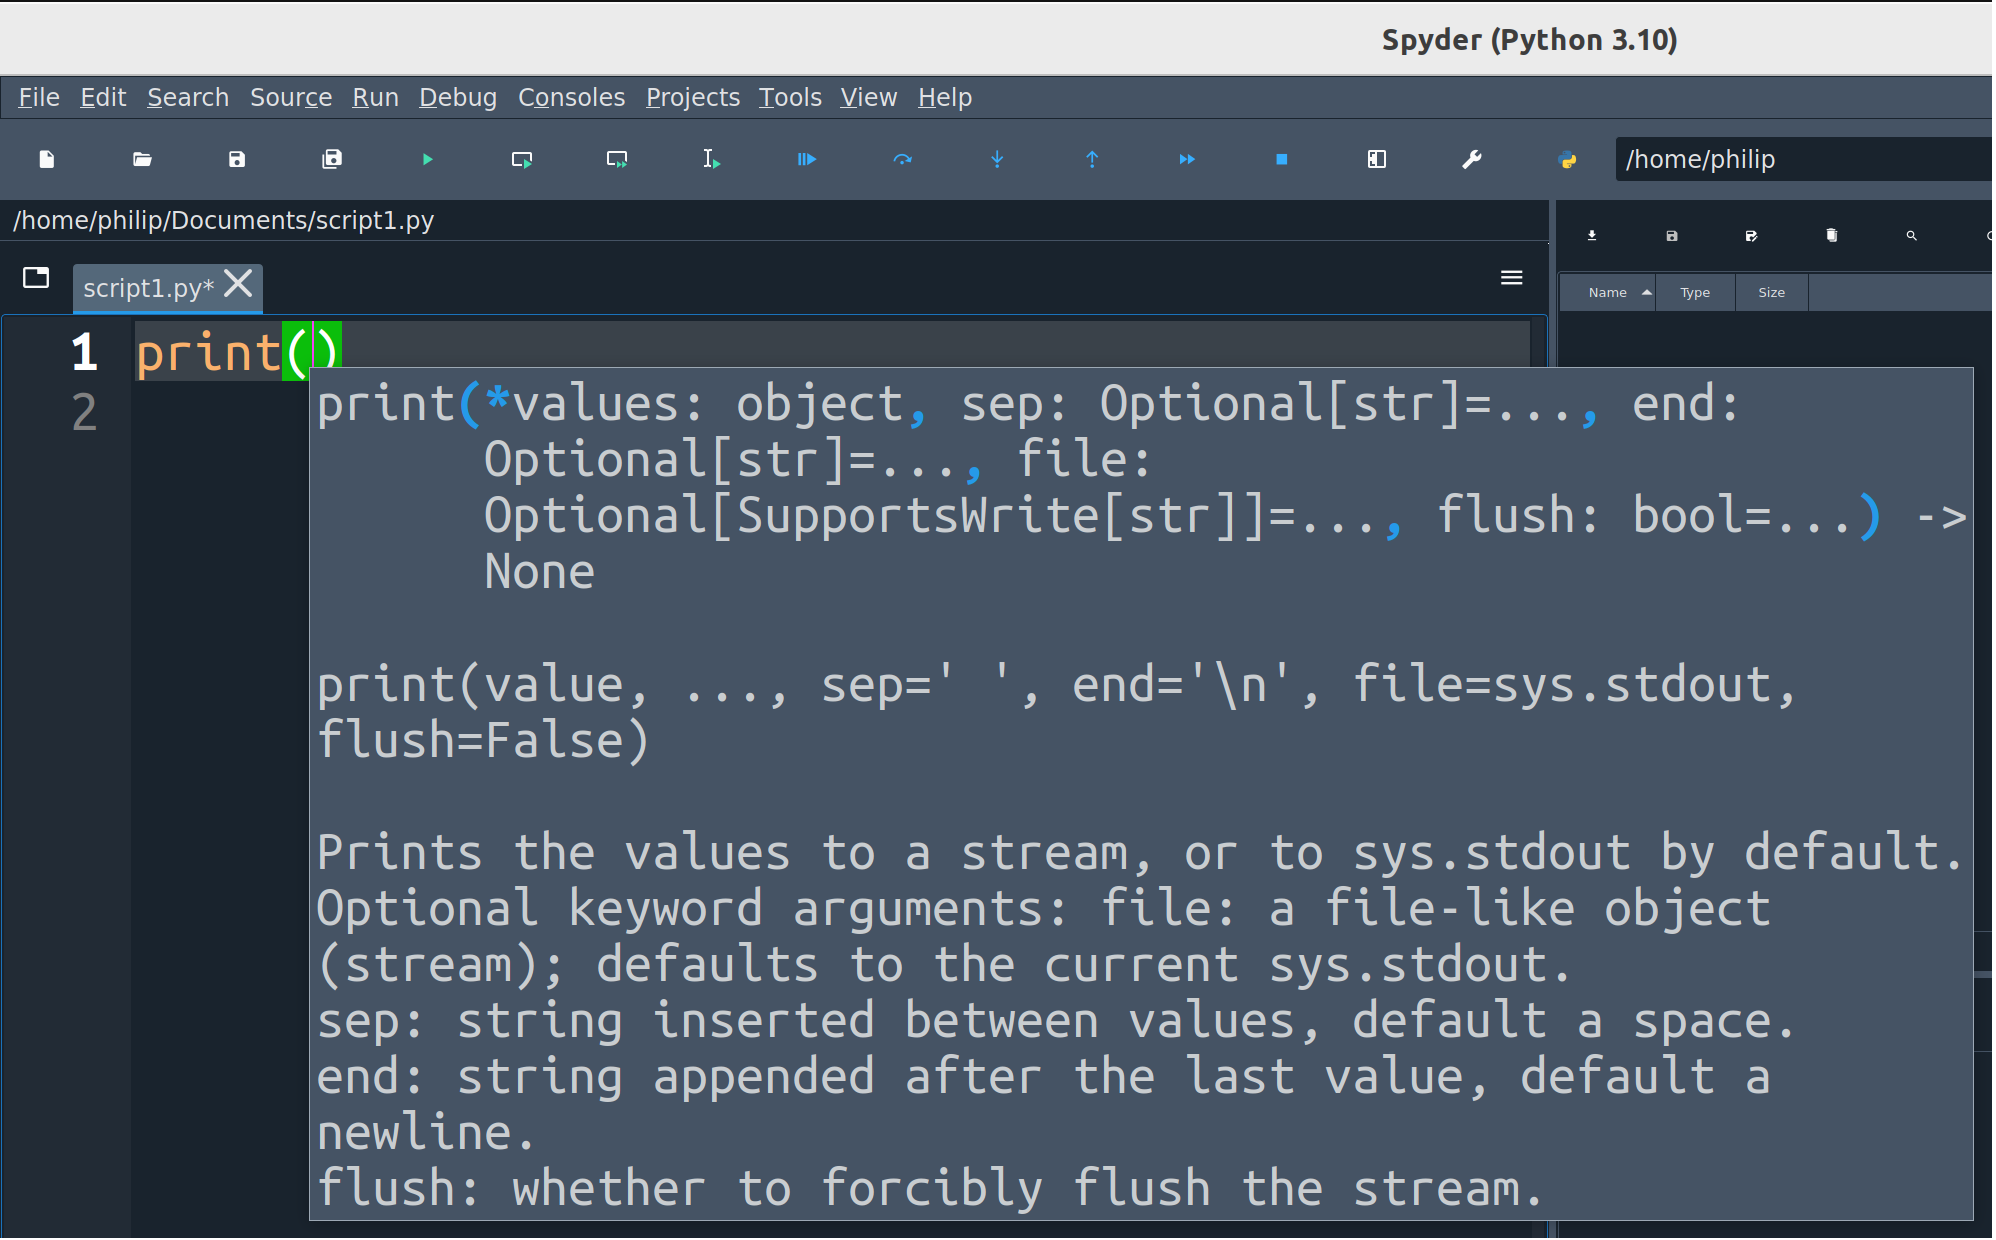 Spyder (Python 3.10)
File Edit Search Source Run Debug Consoles Projects Tools View Help
/home/philip
/home/philip/Documents/script1.py
script1.py*
Name Type Size
1 print()
2
print(*values: object, sep: Optional[str]=..., end:
Optional[str]=..., file:
Optional[SupportsWrite[str]]=..., flush: bool=...) ->
None
print(value, ..., sep=' ', end='\n', file=sys.stdout,
flush=False)
Prints the values to a stream, or to sys.stdout by default.
Optional keyword arguments: file: a file-like object
(stream); defaults to the current sys.stdout.
sep: string inserted between values, default a space.
end: string appended after the last value, default a
newline.
flush: whether to forcibly flush the stream.